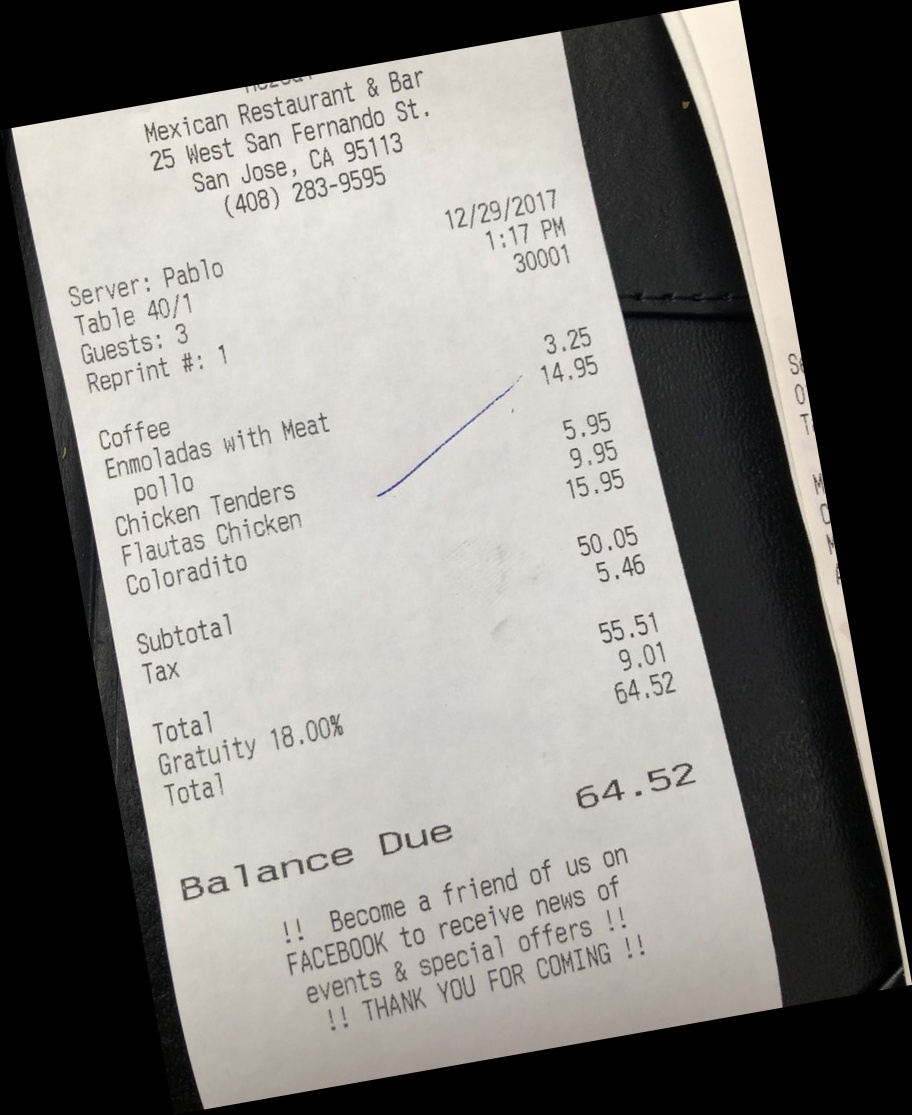 Mexican Restaurant & Bar
25 West San Fernando St.
San Jose, CA 95113
(408) 283-9595
Server: Pablo 12/29/2017
Table 40/1 1:17 PM
Guests: 3 30001
Reprint #: 1
Coffee 3.25
Enmoladas with Meat 14.95
pollo
Chicken Tenders 5.95
Flautas Chicken 9.95
Coloradito 15.95
Subtotal 50.05
Tax 5.46
Total 55.51
Gratuity 18.00% 9.01
Total 64.52
Balance Due 64.52
!! Become a friend of us on
FACEBOOK to receive news of
events & special offers !!
!! THANK YOU FOR COMING !!